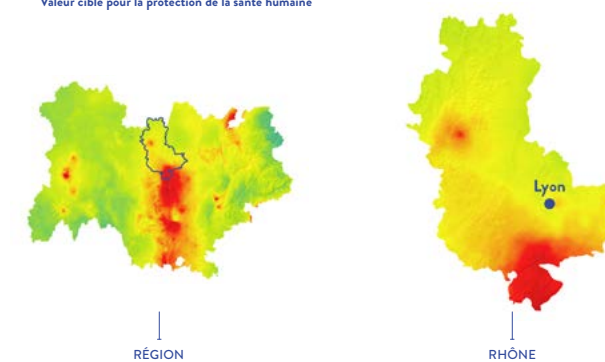 Valeur cible pour la protection de la santé humaine
Lyon
RÉGION
RHÔNE